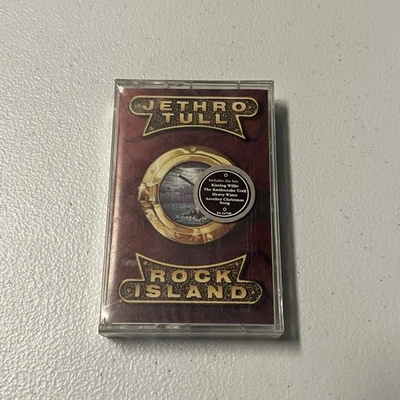 JETHRO
TULL
includes the hits
Kissing Willie
The Rattlesnake Trail
Heavy Water
Another Christmas
Song
ROCK
ISLAND